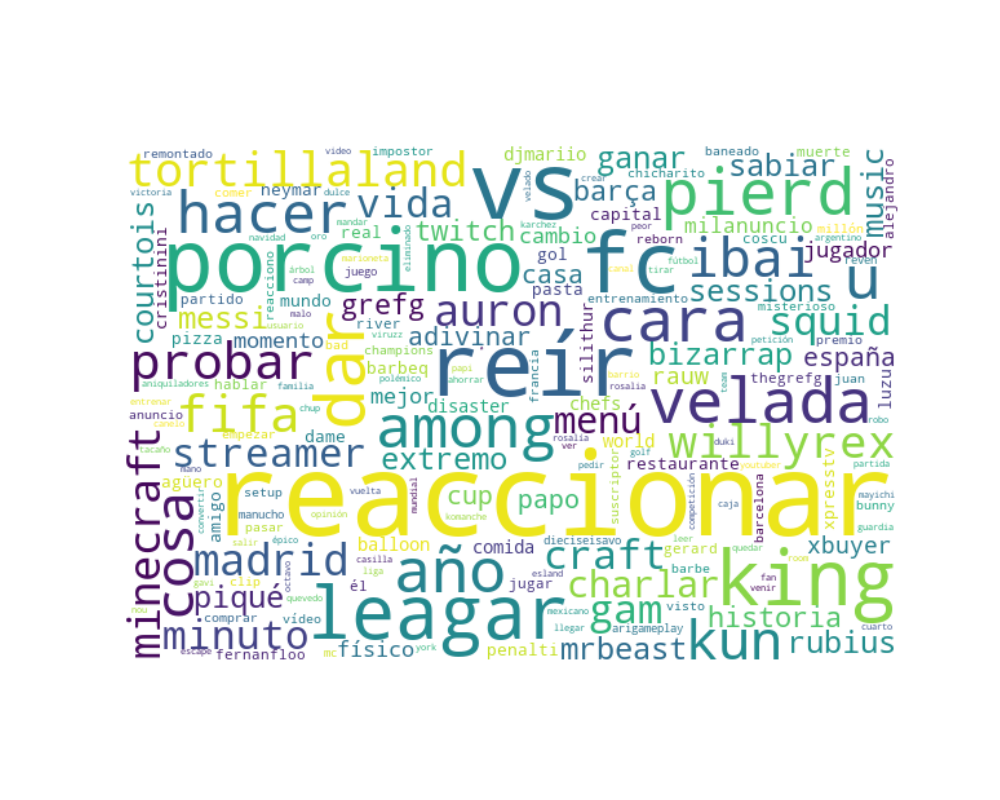 remontado video impostor djmariio ganar baneado muerte
tortillaland vs chicharito sabiar music
victoria comer neymar dulce crear barça pierd alejandro
hacer vida velado capital milanuncio millón
courtois mandar karchez peor coscu argentino
cristinini navidad oro real twitch cambio reborn jugador
porcino fc ibai u
reacciono marioneta eliminado gol canal fútbol reven
árbol camp juego casa tirar
partido mundo grefg auron pasta entrenamiento sessions misterioso
messi usuario malo river cara squid
pizza momento viruzz adivinar silithur petición premio
probar dar bad champions reír francia bizarrap españa
polémico papi barbeq barrio thegrefg juan
aniquiladores hablar familia ahorrar rauw rosalia luzu
entrenar chup mejor disaster chefs team velada robo
anuncio fifa dame among menú duki
canelo empezar rosalía world willyrex
tacaño streamer extremo ver golf restaurante youtuber partida
minecraft mano pedir
agüero convertir reaccionar
cosa amigo setup vuelta mundial cup papo suscriptor competición caja barcelona xpresstv mayichi
manucho opinión komanche bunny
pasar dieciseisavo guardia
salir épico balloon comida craft gerard leer quedar xbuyer
madrid casilla año barbe room
gavi clip liga él jugar esland charlar fan king
piqué quevedo octavo leagar mexicano gam visto venir historia
nou comprar vídeo llegar arigameplay cuarto
minuto físico york penalti mrbeast kun rubius
escape fernanfloo mc